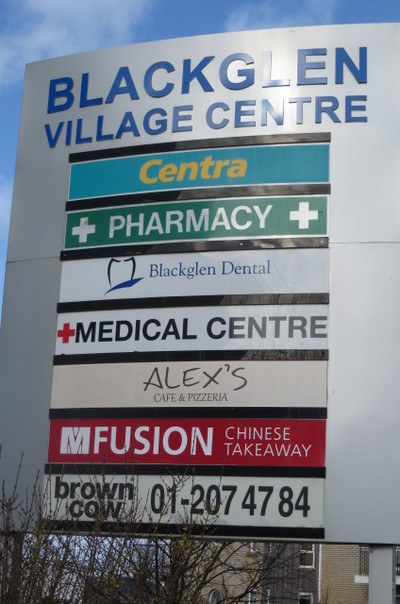 BLACKGLEN
VILLAGE CENTRE
Centra
PHARMACY
Blackglen Dental
MEDICAL CENTRE
ALEX'S
CAFE & PIZZERIA
MFUSION CHINESE
TAKEAWAY
brown
cow 01-207 47 84